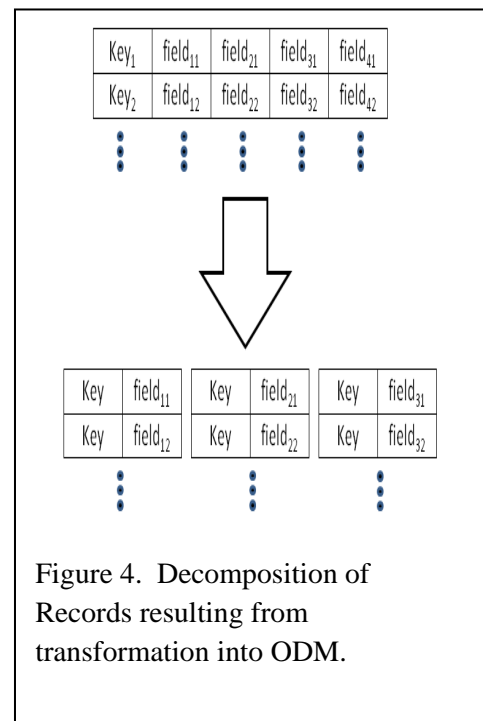 Key₁ field₁₁ field₂₁ field₃₁ field₄₁
Key₂ field₁₂ field₂₂ field₃₂ field₄₂
Key field₁₁ Key field₂₁ Key field₃₁
Key field₁₂ Key field₂₂ Key field₃₂
Figure 4. Decomposition of
Records resulting from
transformation into ODM.